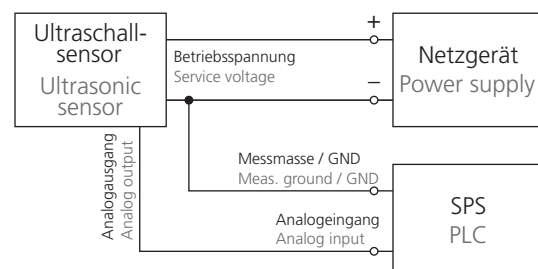 Ultraschall-
sensor
Ultrasonic
sensor
+
Betriebsspannung
Service voltage
–
Netzgerät
Power supply
Analogausgang
Analog output
Messmasse / GND
Meas. ground / GND
Analogeingang
Analog input
SPS
PLC